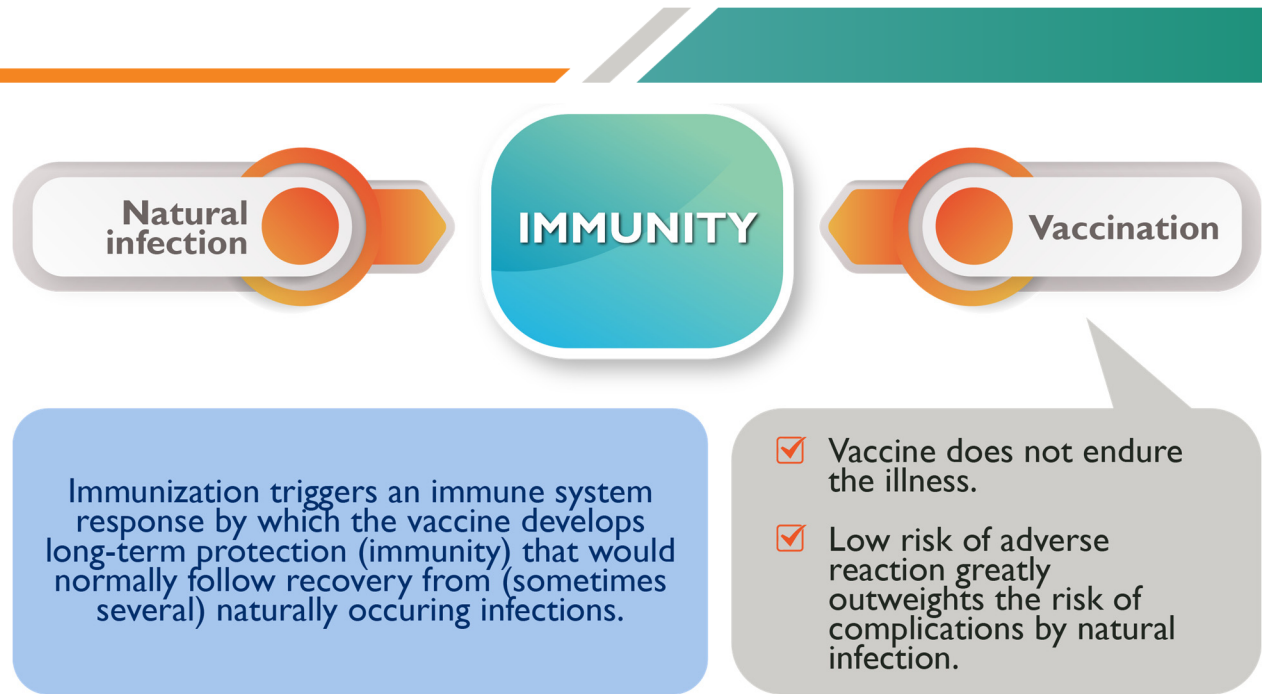 Natural
infection
IMMUNITY
Vaccination
Immunization triggers an immune system
response by which the vaccine develops
long-term protection (immunity) that would
normally follow recovery from (sometimes
several) naturally occuring infections.
Vaccine does not endure
the illness.
Low risk of adverse
reaction greatly
outweights the risk of
complications by natural
infection.